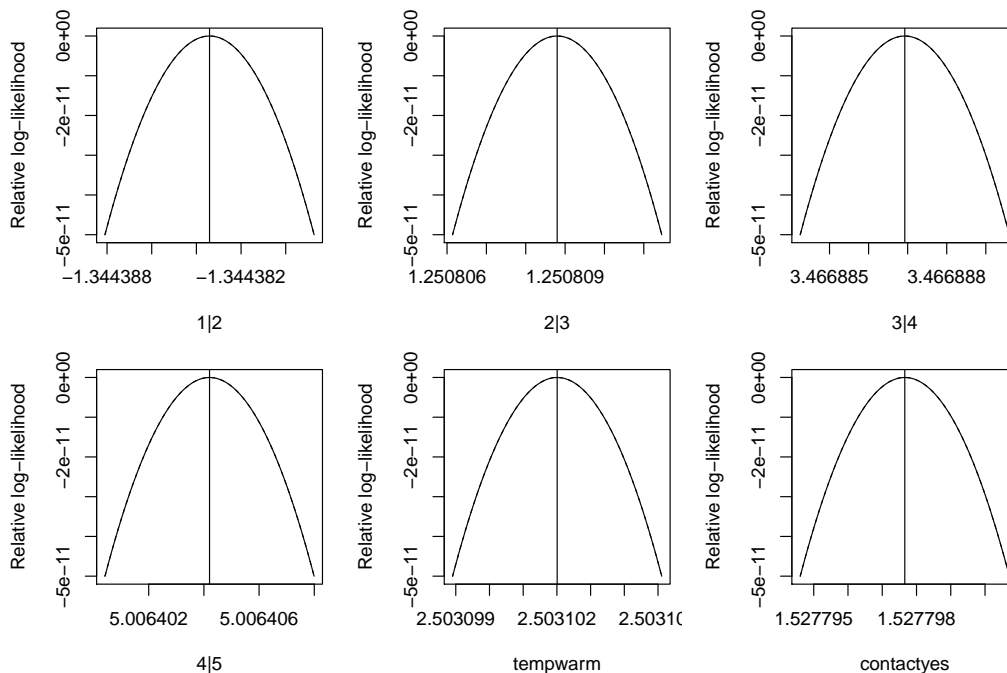 Relative log−likelihood
0e+00
−2e−11
−5e−11
−1.344388
−1.344382
1|2
Relative log−likelihood
0e+00
−2e−11
−5e−11
1.250806
1.250809
2|3
Relative log−likelihood
0e+00
−2e−11
−5e−11
3.466885
3.466888
3|4
Relative log−likelihood
0e+00
−2e−11
−5e−11
5.006402
5.006406
4|5
Relative log−likelihood
0e+00
−2e−11
−5e−11
2.503099
2.503102
tempwarm
Relative log−likelihood
0e+00
−2e−11
−5e−11
1.527795
1.527798
contactyes